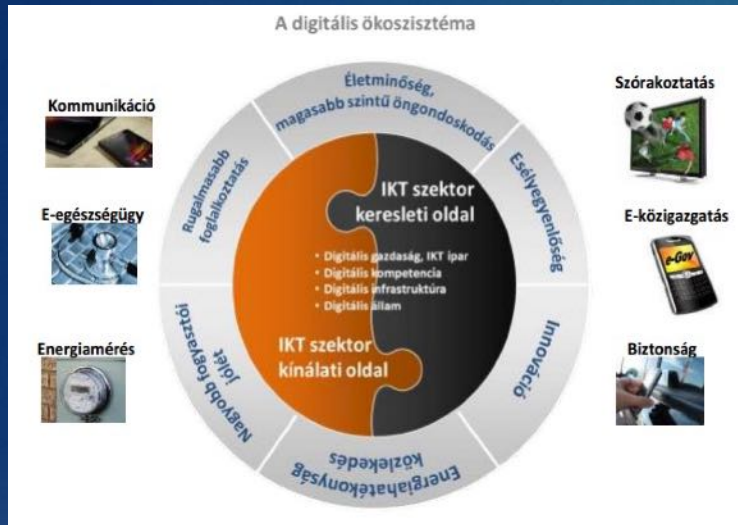 A digitális ökoszisztéma
Életminőség,
magasabb szintű öngondoskodás
Esélyegyenlőség
Innováció
Energiahatékonyság
közlekedés
Nagyobb fogyasztói
jólét
Rugalmasabb
foglalkoztatás
Kommunikáció
E-egészségügy
Energiamérés
IKT szektor
keresleti oldal
• Digitális gazdaság, IKT ipar
• Digitális kompetencia
• Digitális infrastruktúra
• Digitális állam
IKT szektor
kínálati oldal
Szórakoztatás
E-közigazgatás
e-Gov
Biztonság